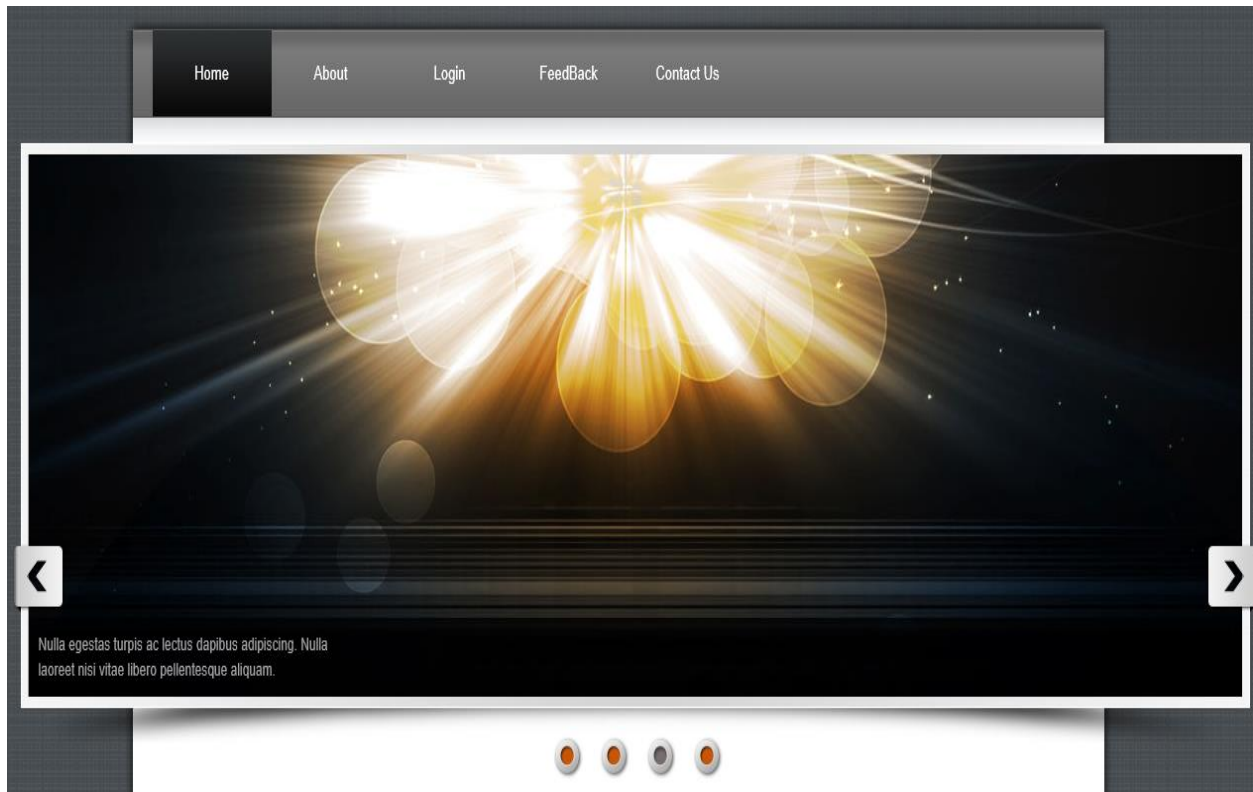 Home About Login FeedBack Contact Us
Nulla egestas turpis ac lectus dapibus adipiscing. Nulla
laoreet nisi vitae libero pellentesque aliquam.